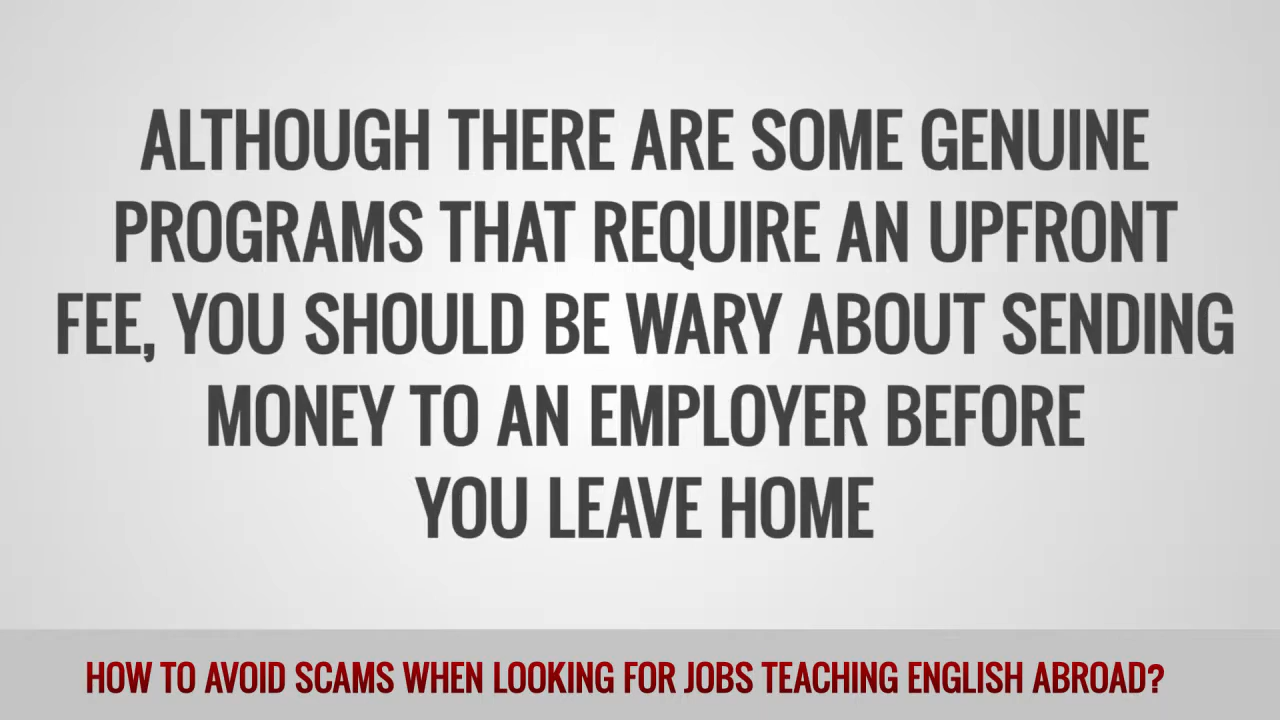 ALTHOUGH THERE ARE SOME GENUINE
PROGRAMS THAT REQUIRE AN UPFRONT
FEE, YOU SHOULD BE WARY ABOUT SENDING
MONEY TO AN EMPLOYER BEFORE
YOU LEAVE HOME
HOW TO AVOID SCAMS WHEN LOOKING FOR JOBS TEACHING ENGLISH ABROAD?